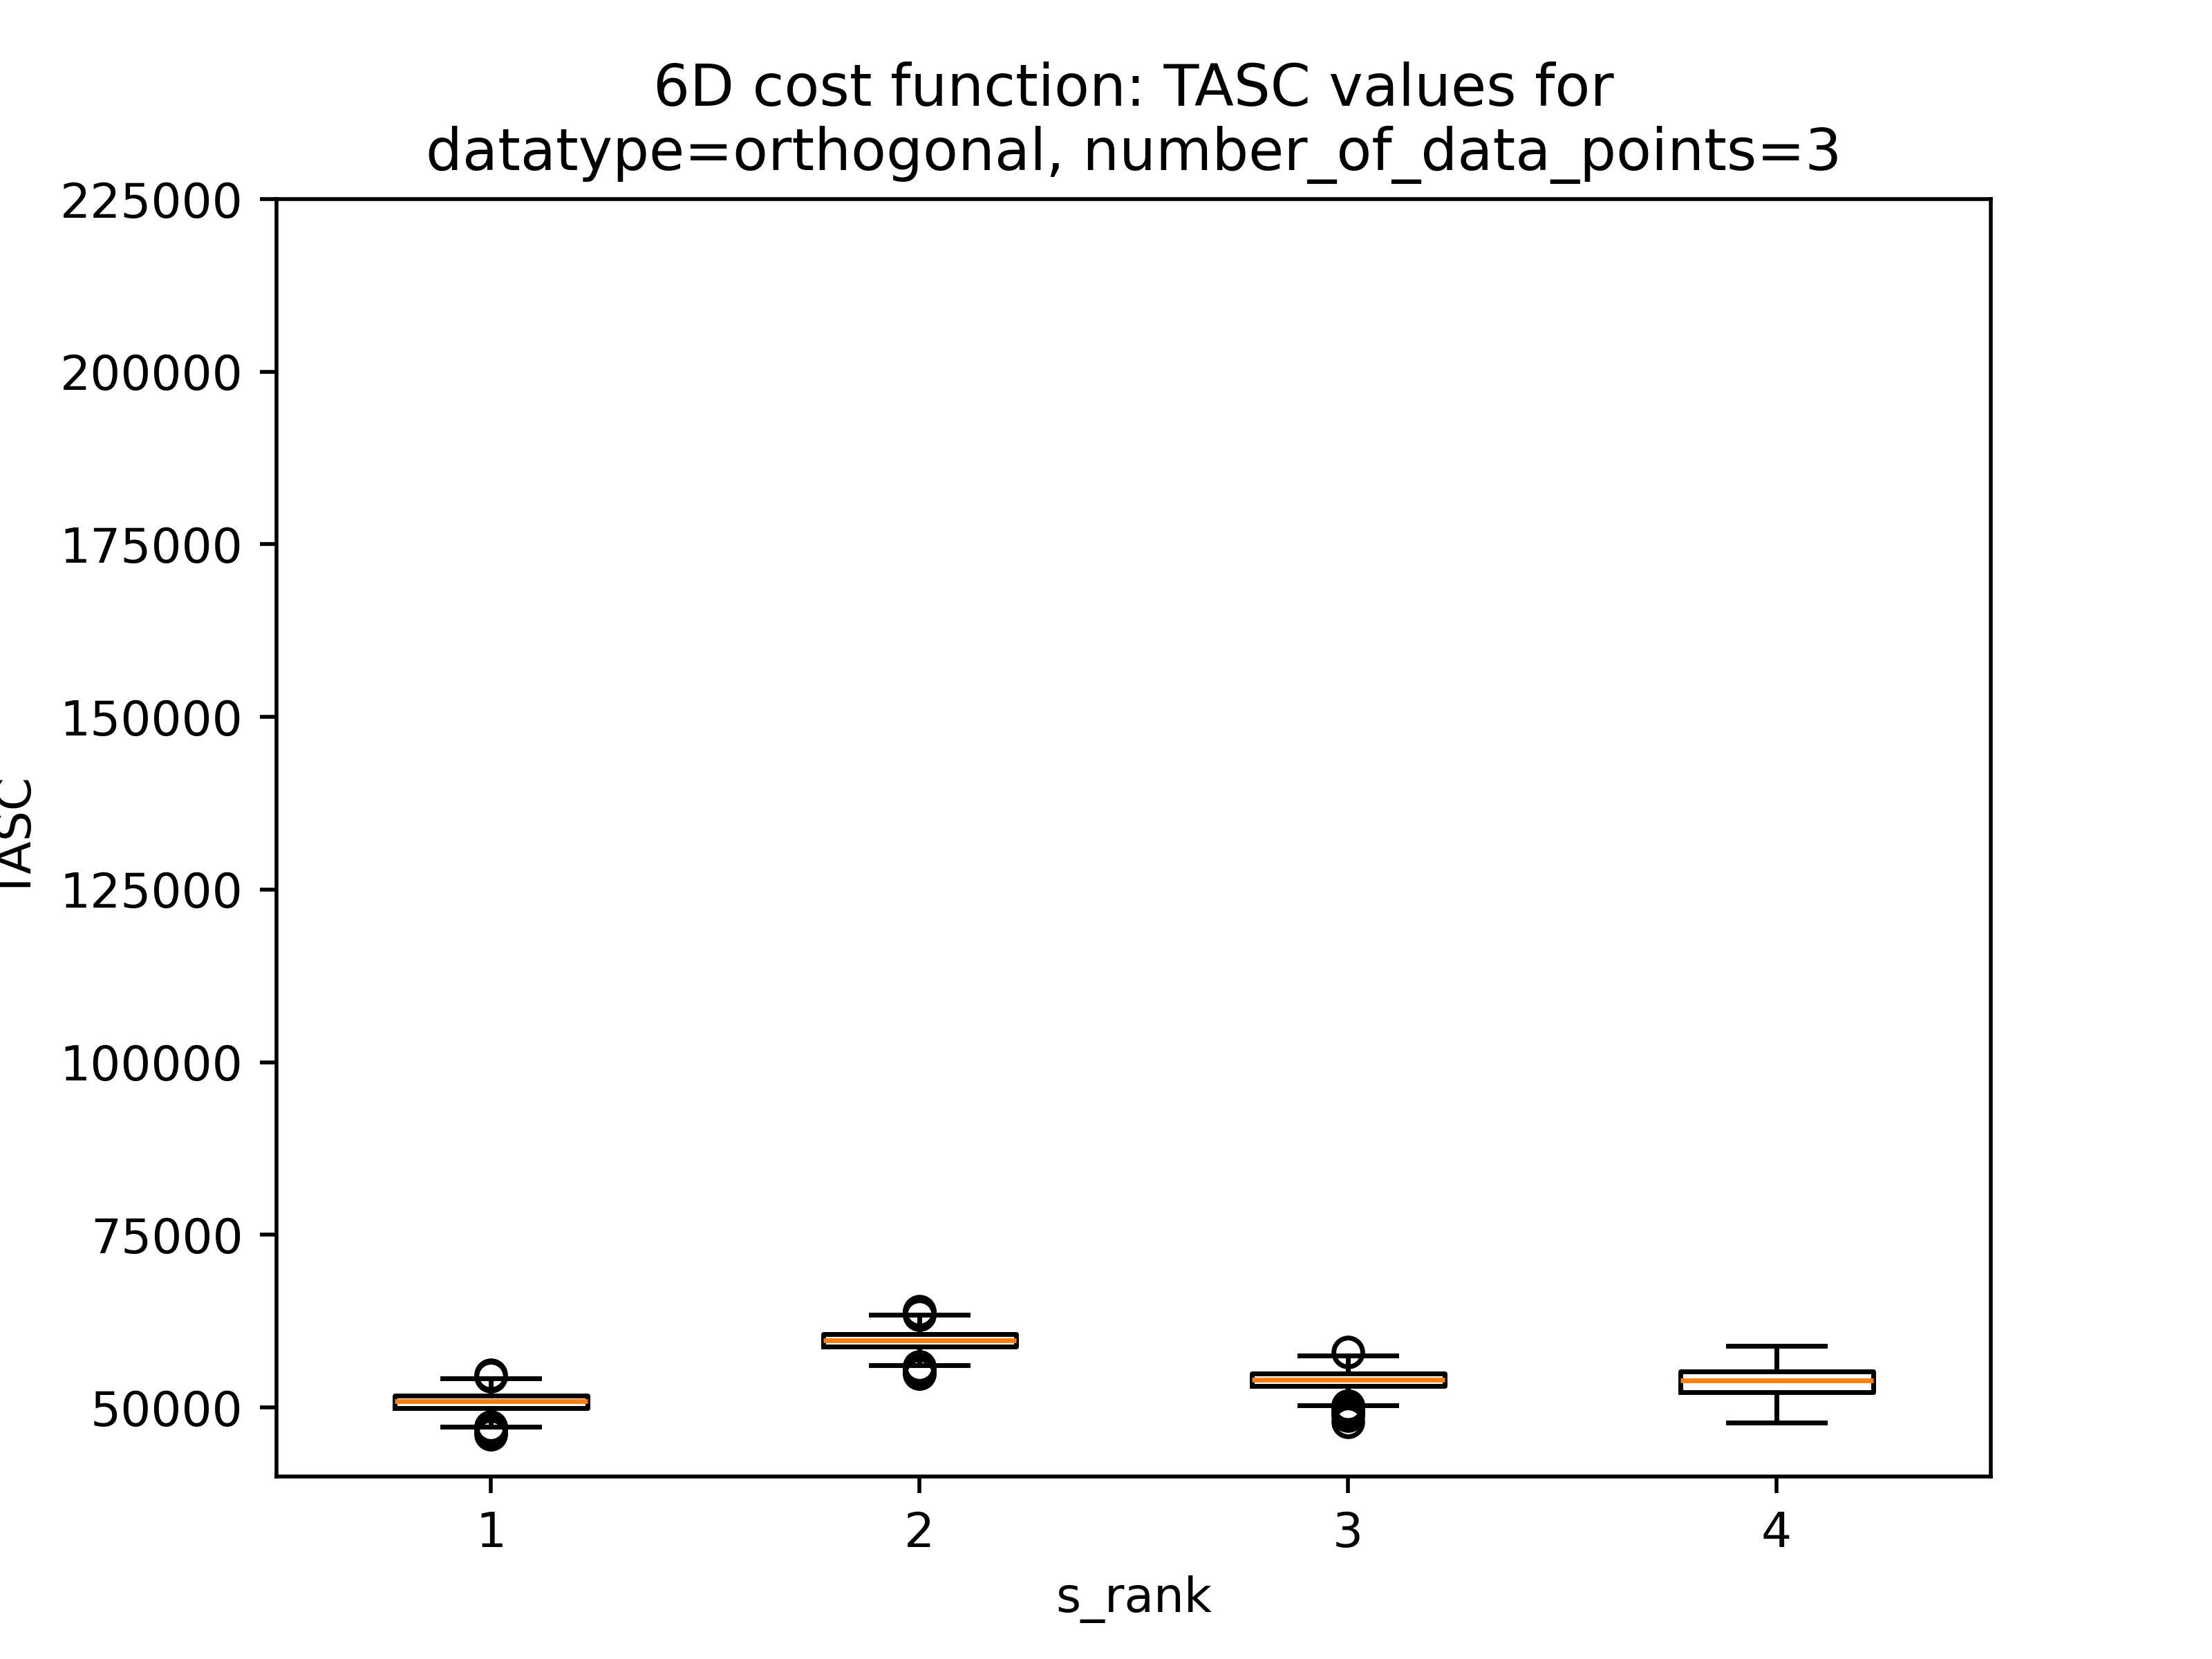 6D cost function: TASC values for
datatype=orthogonal, number_of_data_points=3
225000
200000
175000
150000
125000
100000
75000
50000
TASC
1 2 3 4
s_rank